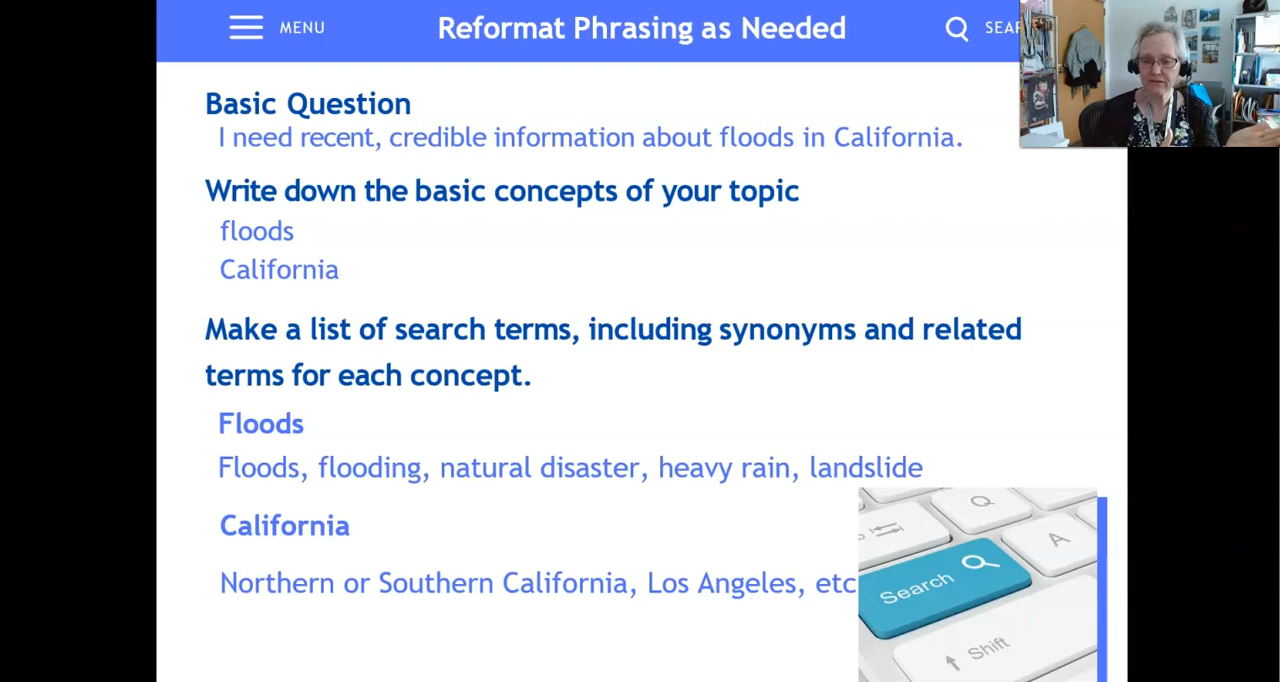 MENU
Reformat Phrasing as Needed
SEAR
Basic Question
I need recent, credible information about floods in California.
Write down the basic concepts of your topic
floods
California
Make a list of search terms, including synonyms and related
terms for each concept.
Floods
Floods, flooding, natural disaster, heavy rain, landslide
California
Northern or Southern California, Los Angeles, etc
Q
A
Search
Shift